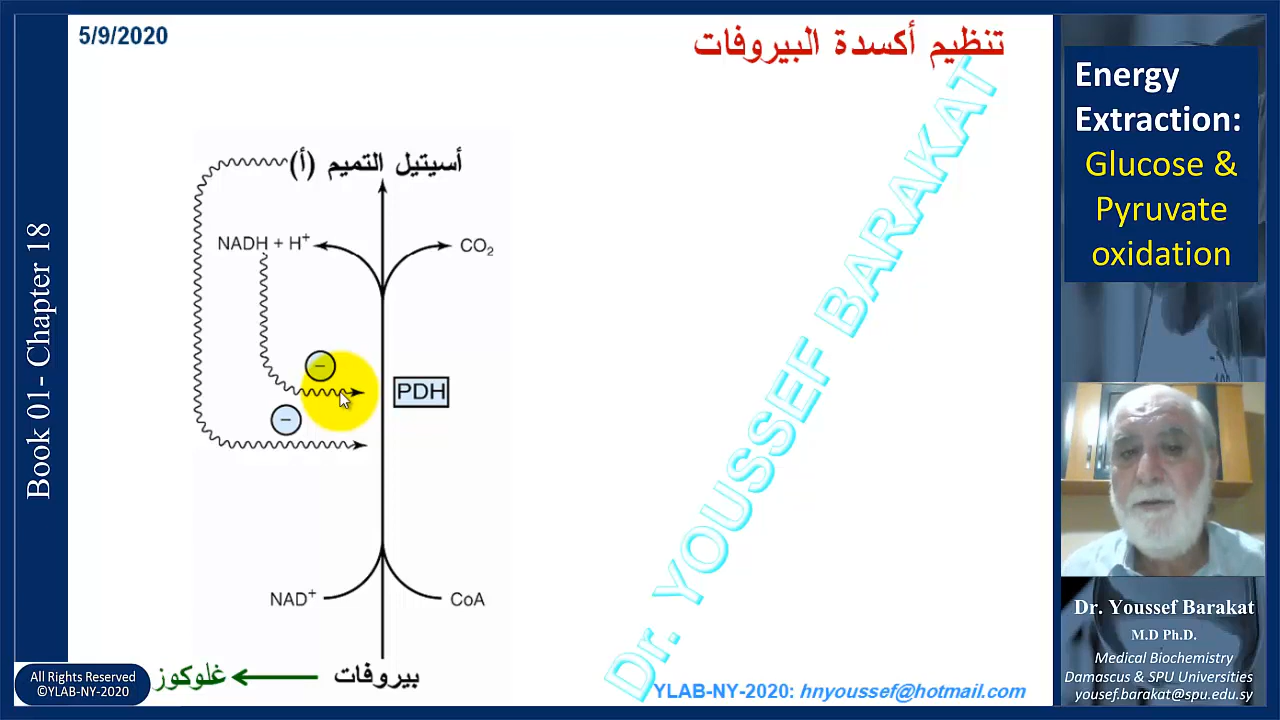 5/9/2020
تنظيم أكسدة البيروفات
Book 01- Chapter 18
أسيتيل التميم (أ)
NADH + H⁺
CO₂
−
PDH
−
NAD⁺
CoA
بيروفات
غلوكوز
All Rights Reserved
©YLAB-NY-2020
Dr. YOUSSEF BARAKAT
YLAB-NY-2020: hnyoussef@hotmail.com
Energy
Extraction:
Glucose &
Pyruvate
oxidation
Dr. Youssef Barakat
M.D Ph.D.
Medical Biochemistry
Damascus & SPU Universities
yousef.barakat@spu.edu.sy